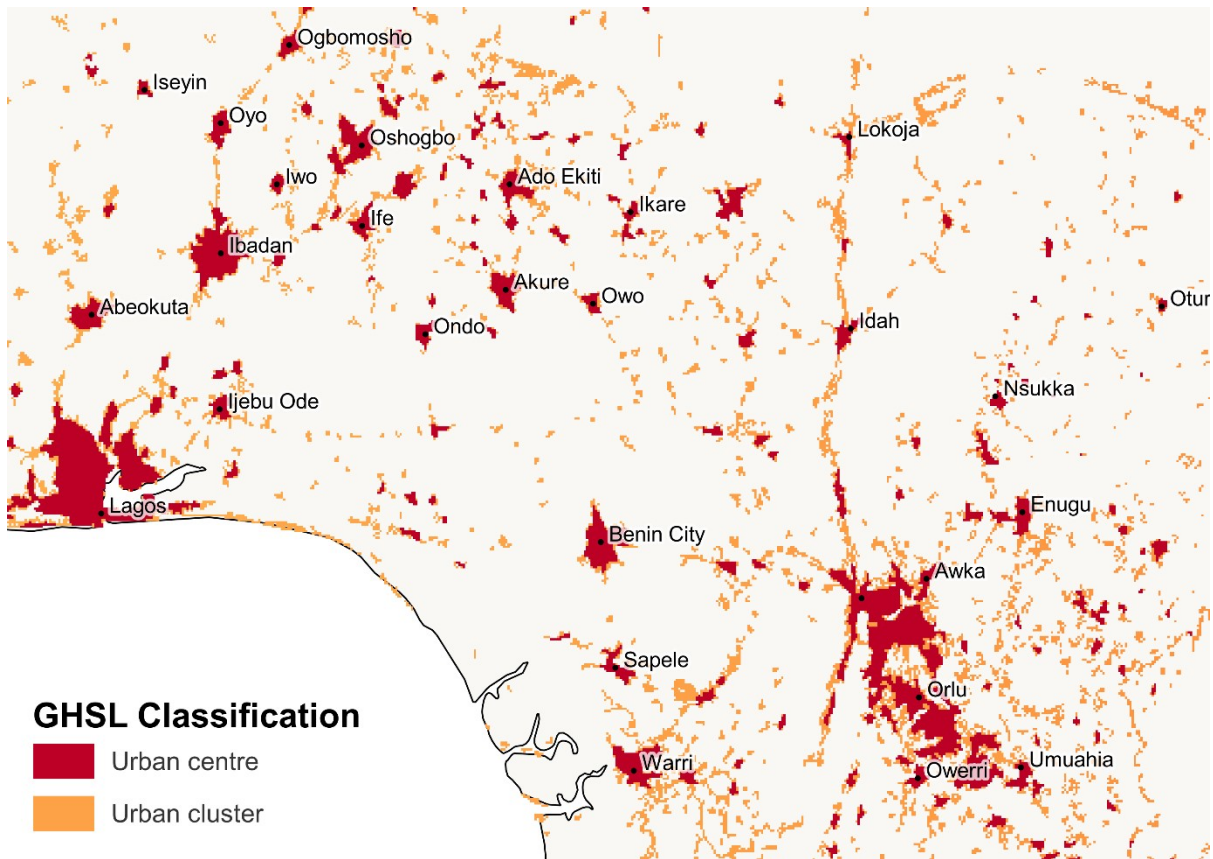 Ogbomosho
Iseyin
Oyo
Oshogbo
Lokoja
Iwo
Ado Ekiti
Ikare
Ife
Ibadan
Akure
Owo
Otur
Abeokuta
Ondo
Idah
Nsukka
Ijebu Ode
Lagos
Enugu
Benin City
Awka
Sapele
Orlu
GHSL Classification
Urban centre
Warri
Owerri
Umuahia
Urban cluster